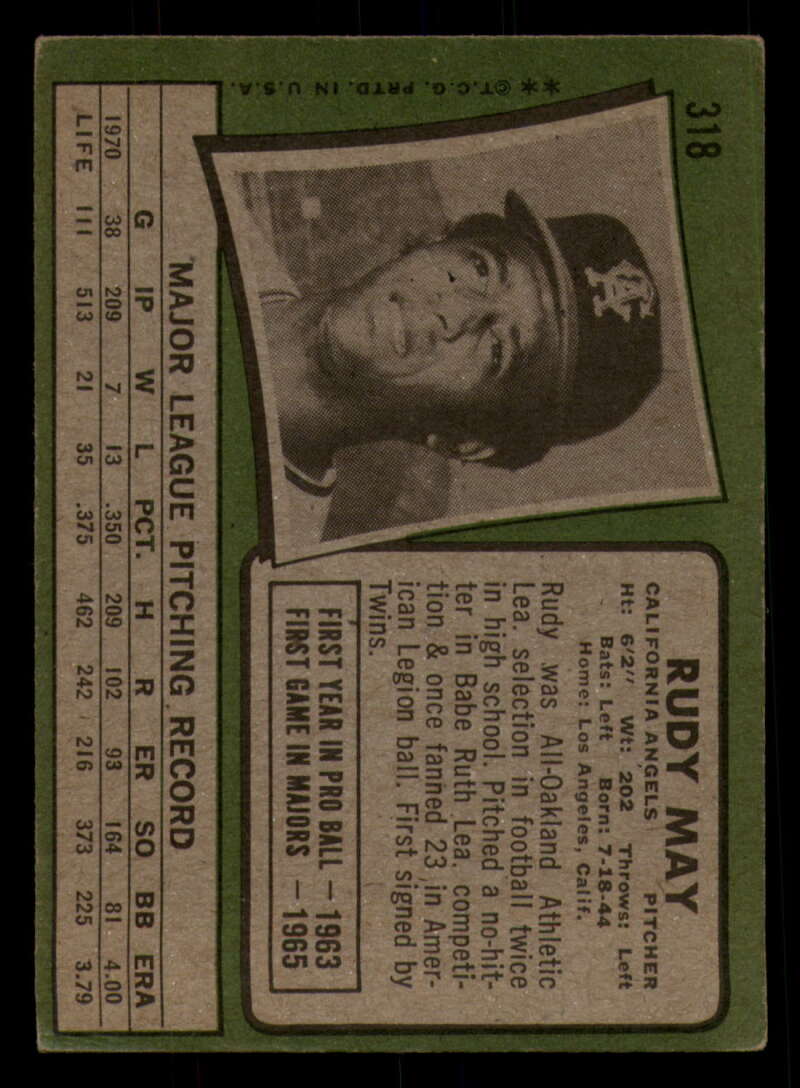 318
** ©T.C.G. PRTD. IN U.S.A.
RUDY MAY
CALIFORNIA ANGELS PITCHER
Ht: 6'2" Wt: 202 Throws: Left
Bats: Left Born: 7-18-44
Home: Los Angeles, Calif.
Rudy was All-Oakland Athletic
Lea. selection in football twice
in high school. Pitched a no-hit-
ter in Babe Ruth Lea. competi-
tion & once fanned 23 in Amer-
ican Legion ball. First signed by
Twins.
FIRST YEAR IN PRO BALL — 1963
FIRST GAME IN MAJORS — 1965
MAJOR LEAGUE PITCHING RECORD
G IP W L PCT. H R ER SO BB ERA
1970 38 209 7 13 .350 209 102 93 164 81 4.00
LIFE 111 513 21 35 .375 462 242 216 373 225 3.79